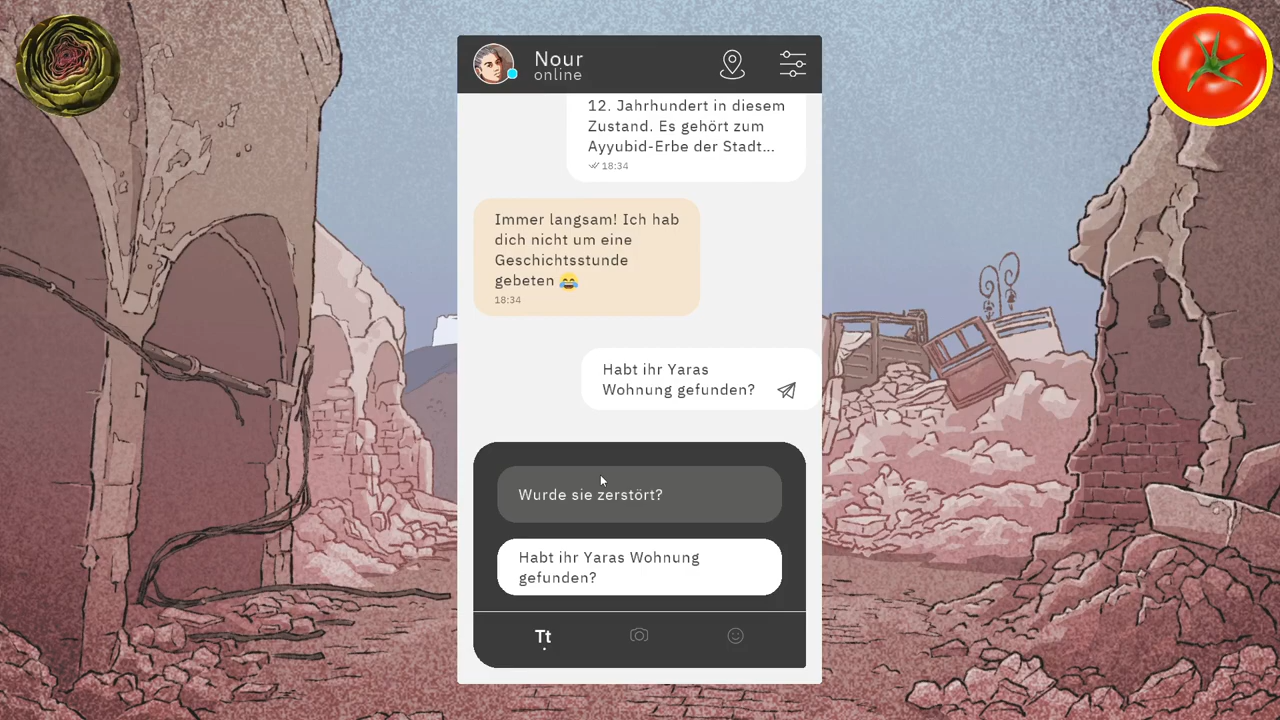 Nour
online
12. Jahrhundert in diesem
Zustand. Es gehört zum
Ayyubid-Erbe der Stadt...
18:34
Immer langsam! Ich hab
dich nicht um eine
Geschichtsstunde
gebeten 😂
18:34
Habt ihr Yaras
Wohnung gefunden?
Wurde sie zerstört?
Habt ihr Yaras Wohnung
gefunden?
Tt